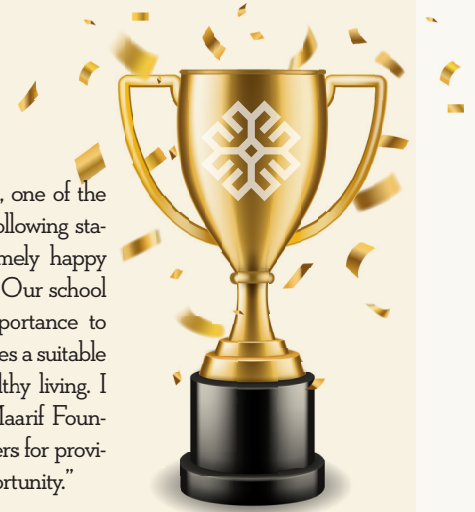 , one of the
ollowing sta-
mely happy
Our school
portance to
es a suitable
lthy living. I
Maarif Foun-
ers for provi-
ortunity.”